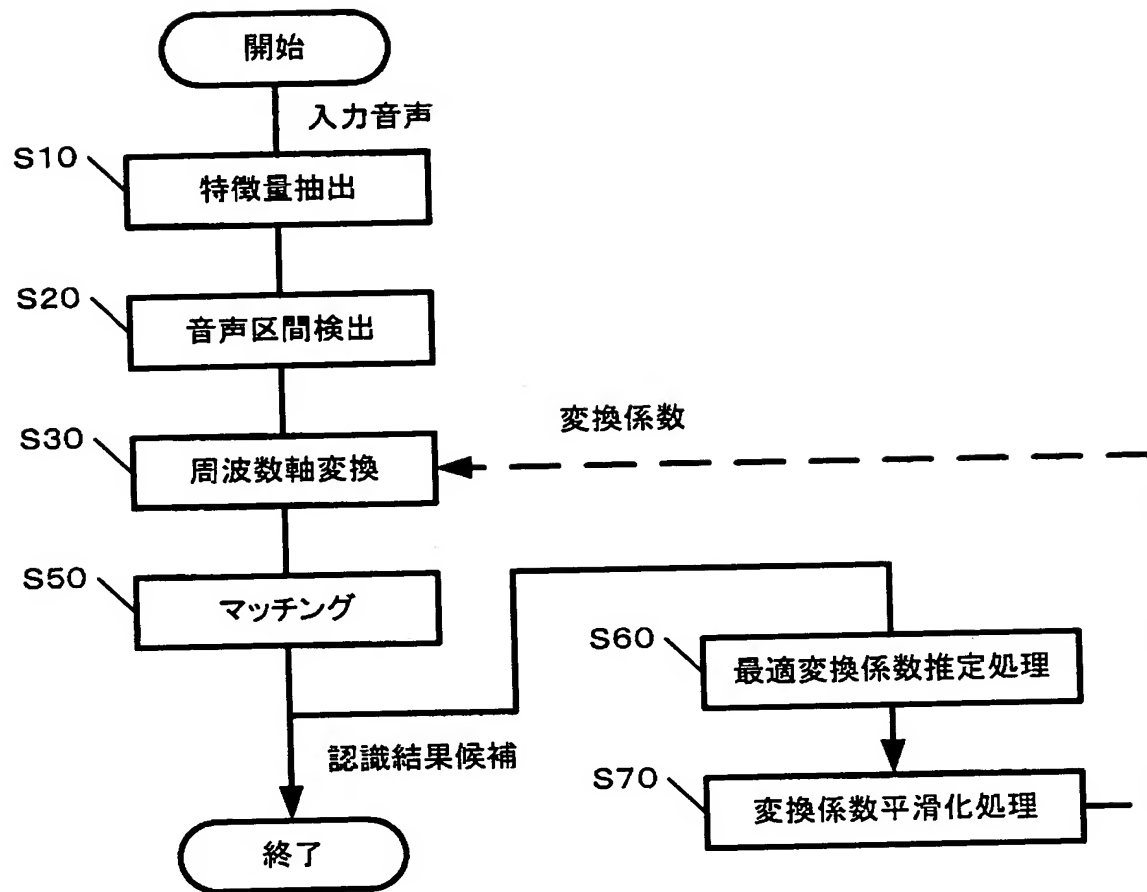 開始
入力音声
S10
特徴量抽出
S20
音声区間検出
変換係数
S30
周波数軸変換
S50
マッチング
S60
最適変換係数推定処理
認識結果候補
S70
変換係数平滑化処理
終了